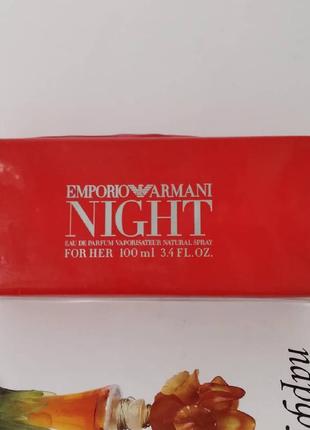 EMPORIO ARMANI
NIGHT
EAU DE PARFUM VAPORISATEUR NATURAL SPRAY
FOR HER 100 ml 3.4 FL.OZ.